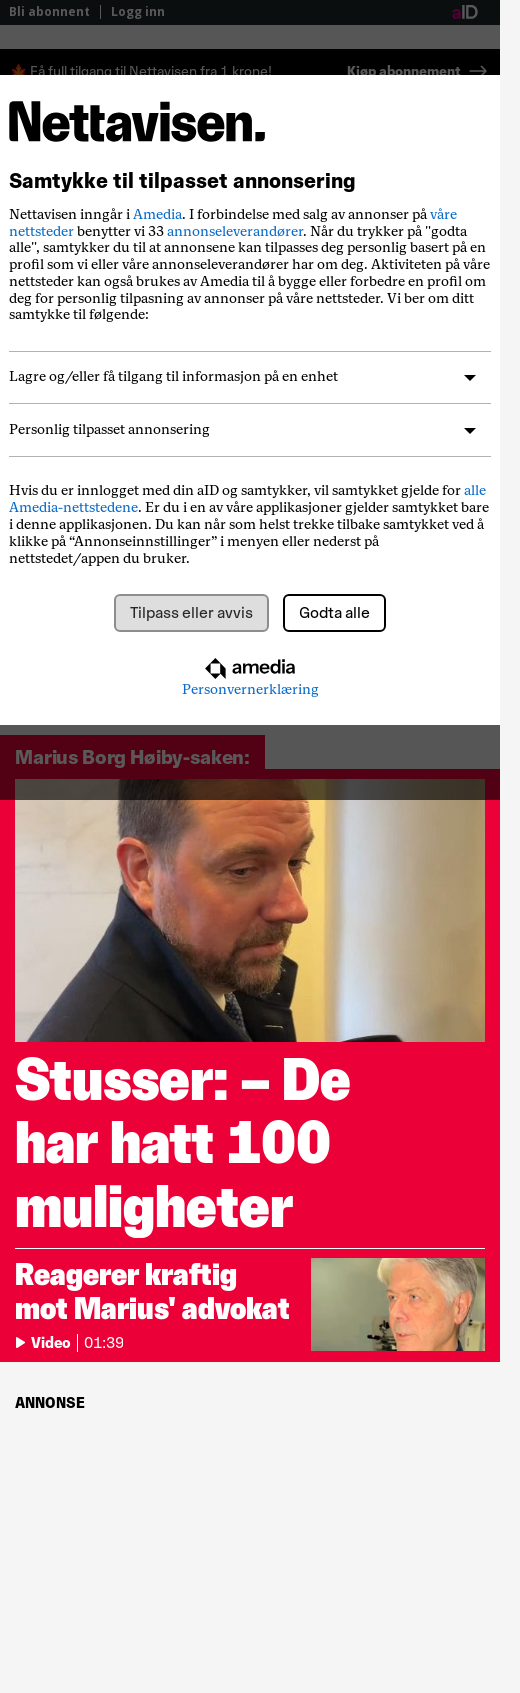 Bli abonnent | Logg inn
aID
🍁 Få full tilgang til Nettavisen fra 1 krone!
Kjøp abonnement →
Nettavisen.
Samtykke til tilpasset annonsering
Nettavisen inngår i Amedia. I forbindelse med salg av annonser på våre
nettsteder benytter vi 33 annonseleverandører. Når du trykker på "godta
alle", samtykker du til at annonsene kan tilpasses deg personlig basert på en
profil som vi eller våre annonseleverandører har om deg. Aktiviteten på våre
nettsteder kan også brukes av Amedia til å bygge eller forbedre en profil om
deg for personlig tilpasning av annonser på våre nettsteder. Vi ber om ditt
samtykke til følgende:
Lagre og/eller få tilgang til informasjon på en enhet
Personlig tilpasset annonsering
Hvis du er innlogget med din aID og samtykker, vil samtykket gjelde for alle
Amedia-nettstedene. Er du i en av våre applikasjoner gjelder samtykket bare
i denne applikasjonen. Du kan når som helst trekke tilbake samtykket ved å
klikke på “Annonseinnstillinger” i menyen eller nederst på
nettstedet/appen du bruker.
Tilpass eller avvis
Godta alle
amedia
Personvernerklæring
Marius Borg Høiby-saken:
Stusser: – De
har hatt 100
muligheter
Reagerer kraftig
mot Marius' advokat
Video | 01:39
ANNONSE